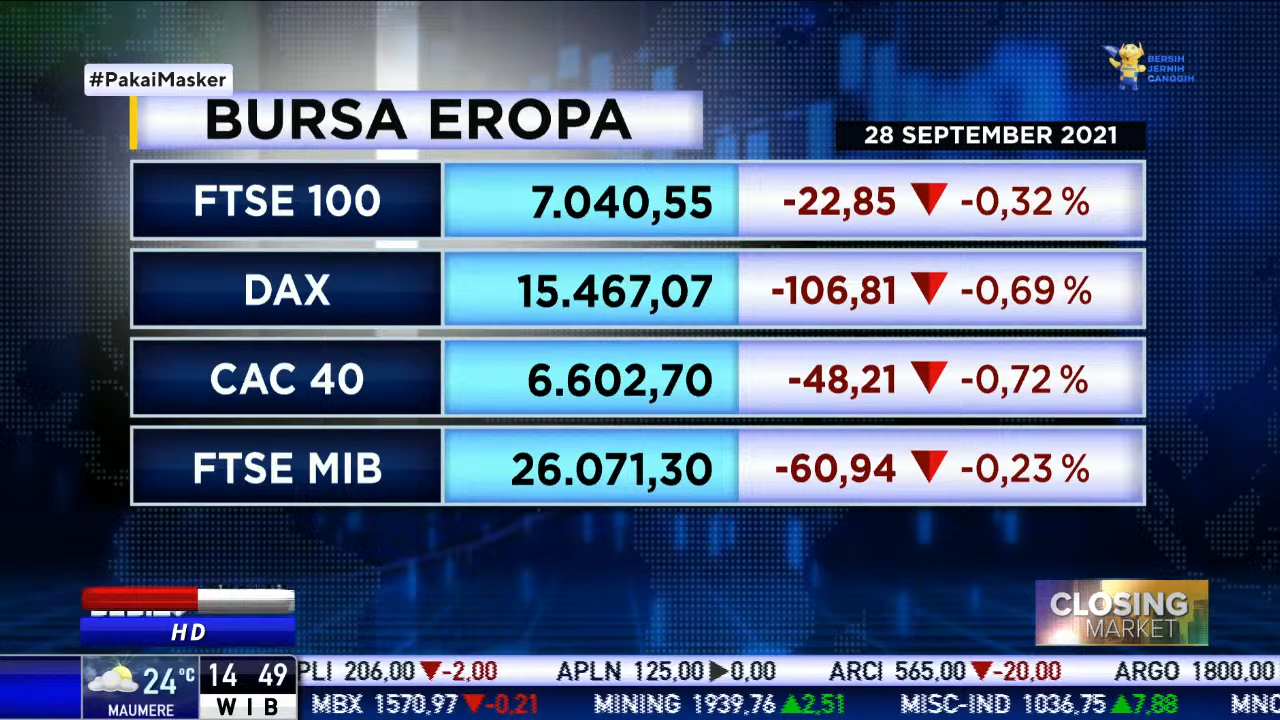 #PakaiMasker
BERSIH
JERNIH
CANGGIH
BURSA EROPA
28 SEPTEMBER 2021
FTSE 100 7.040,55 -22,85 ▼ -0,32 %
DAX 15.467,07 -106,81 ▼ -0,69 %
CAC 40 6.602,70 -48,21 ▼ -0,72 %
FTSE MIB 26.071,30 -60,94 ▼ -0,23 %
HD
CLOSING
MARKET
24°C
MAUMERE
14 49
WIB
PLI 206,00 ▼-2,00 APLN 125,00 ▶0,00 ARCI 565,00 ▼-20,00 ARGO 1800,00
MBX 1570,97 ▼-0,21 MINING 1939,76 ▲2,51 MISC-IND 1036,75 ▲7,88 MNC